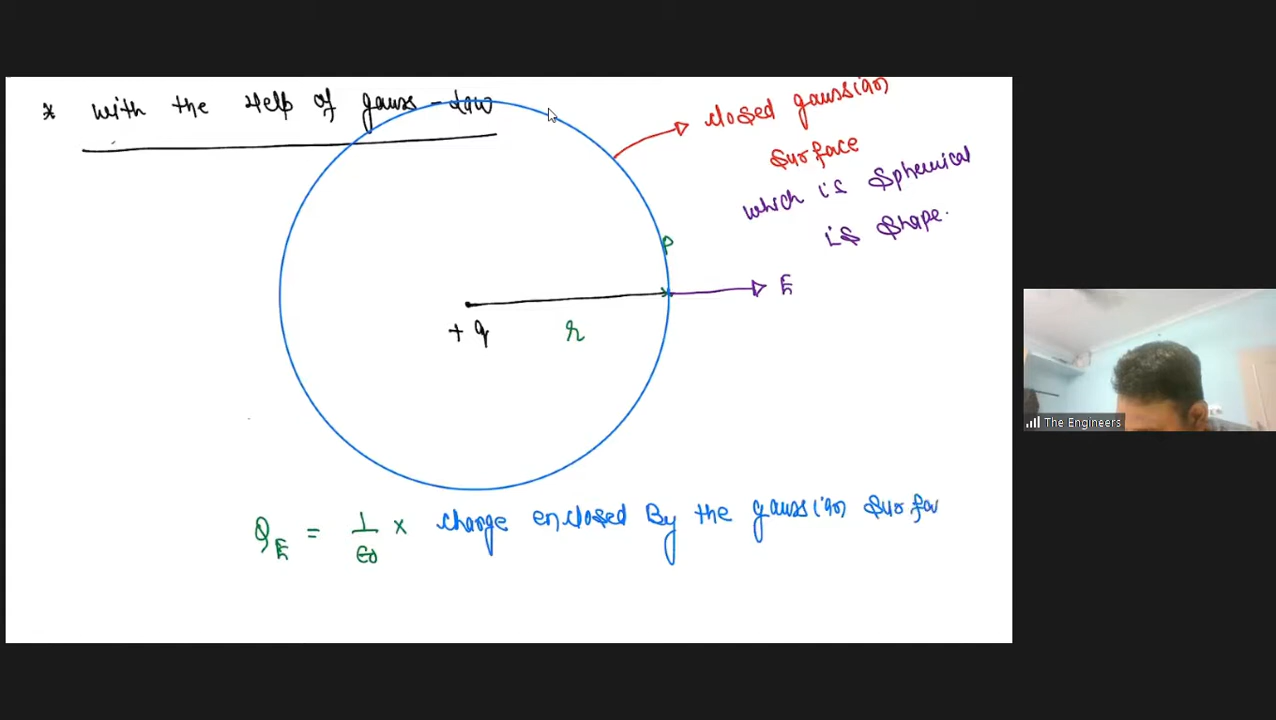 * with the Help of gauss-law
closed gaussian
surface
which is spherical
is shape.
P
E
+q
r
φE = 1/ε0 × charge enclosed By the gaussian surfac
The Engineers